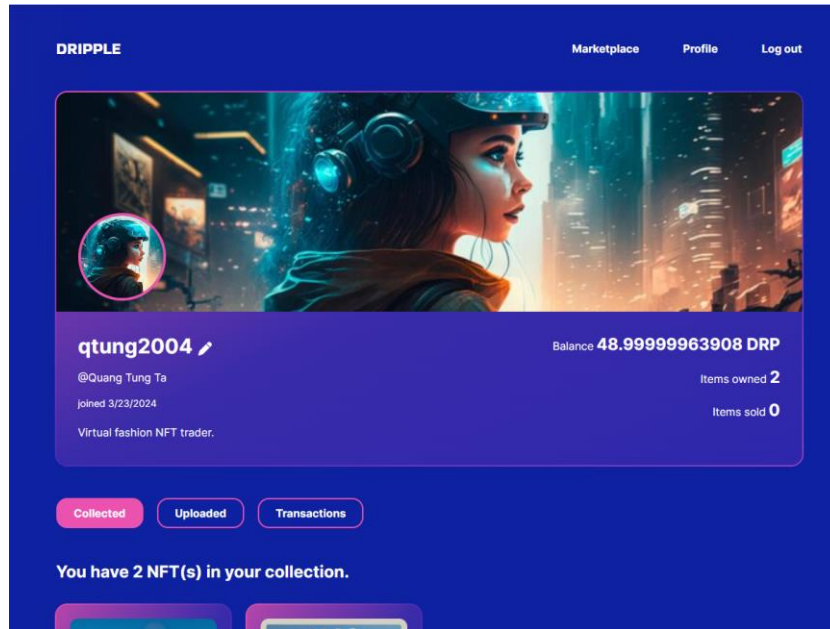 DRIPPLE Marketplace Profile Log out
qtung2004
@Quang Tung Ta
joined 3/23/2024
Virtual fashion NFT trader.
Balance 48.99999963908 DRP
Items owned 2
Items sold 0
Collected Uploaded Transactions
You have 2 NFT(s) in your collection.